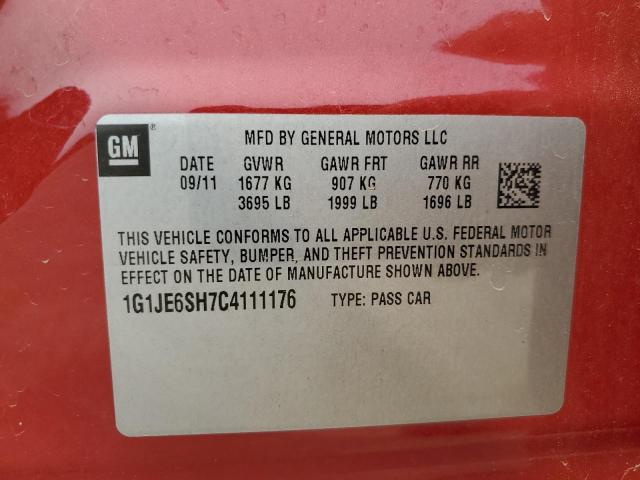 GM®
MFD BY GENERAL MOTORS LLC
DATE GVWR GAWR FRT GAWR RR
09/11 1677 KG 907 KG 770 KG
3695 LB 1999 LB 1696 LB
THIS VEHICLE CONFORMS TO ALL APPLICABLE U.S. FEDERAL MOTOR
VEHICLE SAFETY, BUMPER, AND THEFT PREVENTION STANDARDS IN
EFFECT ON THE DATE OF MANUFACTURE SHOWN ABOVE.
1G1JE6SH7C4111176 TYPE: PASS CAR